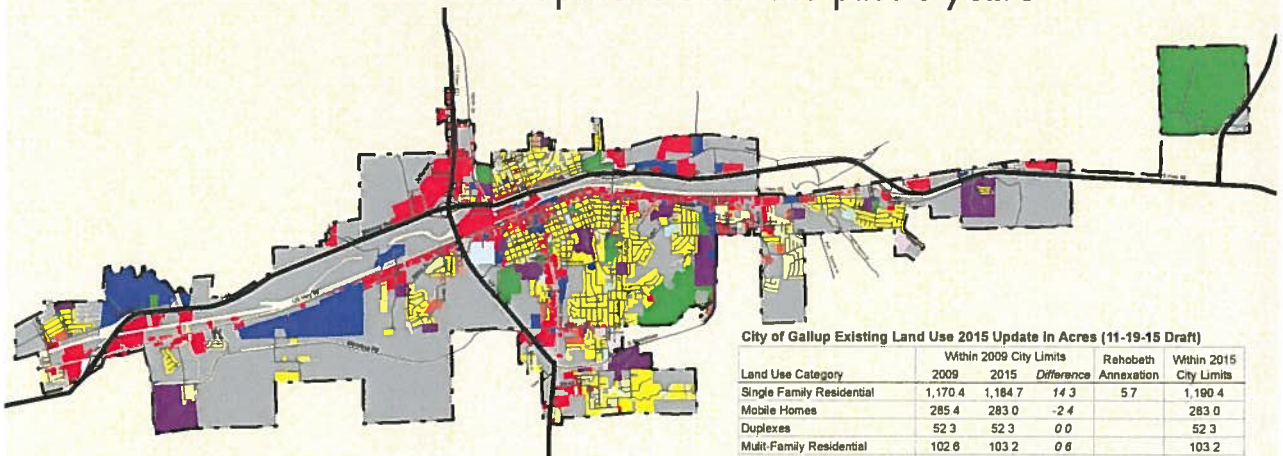 City of Gallup Existing Land Use 2015 Update in Acres (11-19-15 Draft)
Within 2009 City Limits Rehobeth Within 2015
Land Use Category 2009 2015 Difference Annexation City Limits
Single Family Residential 1,170 4 1,184 7 14 3 5 7 1,190 4
Mobile Homes 285 4 283 0 -2 4 283 0
Duplexes 52 3 52 3 0 0 52 3
Mulit-Family Residential 102 6 103 2 0 6 103 2